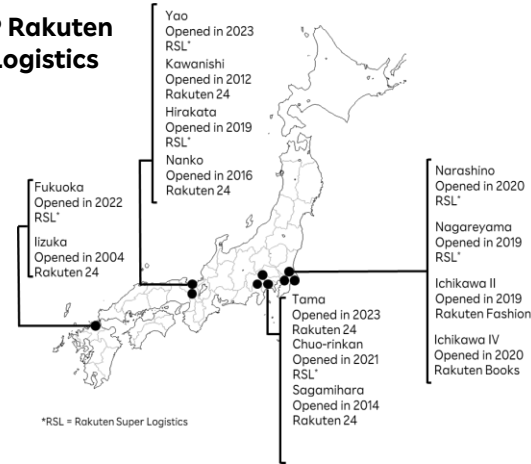 Rakuten
Logistics
Yao
Opened in 2023
RSL*
Kawanishi
Opened in 2012
Rakuten 24
Hirakata
Opened in 2019
RSL*
Nanko
Opened in 2016
Rakuten 24
Fukuoka
Opened in 2022
RSL*
Iizuka
Opened in 2004
Rakuten 24
Narashino
Opened in 2020
RSL*
Nagareyama
Opened in 2019
RSL*
Ichikawa II
Opened in 2019
Rakuten Fashion
Ichikawa IV
Opened in 2020
Rakuten Books
Tama
Opened in 2023
Rakuten 24
Chuo-rinkan
Opened in 2021
RSL*
Sagamihara
Opened in 2014
Rakuten 24
*RSL = Rakuten Super Logistics